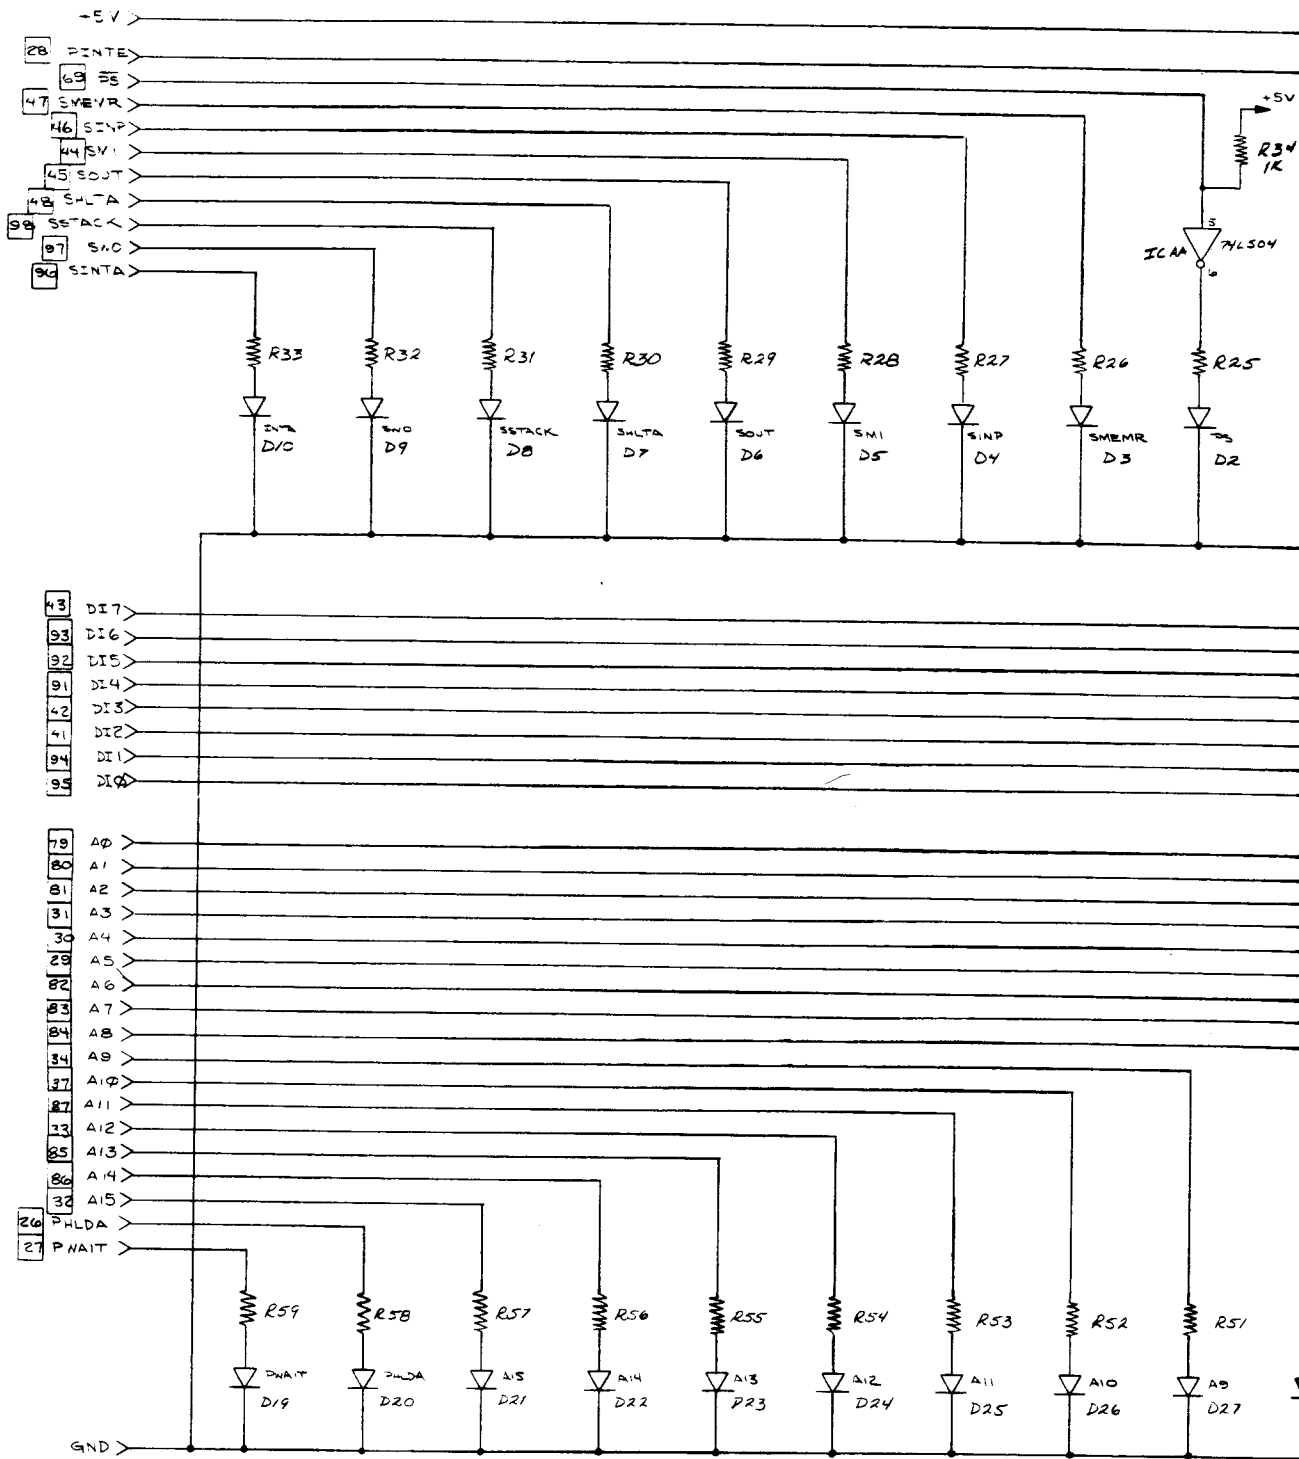 +5V
28 PINTE
69 PS
47 SMEMR
+5V
46 SINP
44 SM1
R34
1K
45 SOUT
48 SHLTA
98 SSTACK
97 SWO
5
ICAA 74LS04
6
96 SINTA
R33 R32 R31 R30 R29 R28 R27 R26 R25
INTA SWO SSTACK SHLTA SOUT SM1 SINP SMEMR PS
D10 D9 D8 D7 D6 D5 D4 D3 D2
43 DI7
93 DI6
92 DI5
91 DI4
42 DI3
41 DI2
94 DI1
95 DIØ
79 AØ
80 A1
81 A2
31 A3
30 A4
29 A5
82 A6
83 A7
84 A8
34 A9
37 A1Ø
87 A11
33 A12
85 A13
86 A14
32 A15
26 PHLDA
27 PWAIT
R59 R58 R57 R56 R55 R54 R53 R52 R51
PWAIT PHLDA A15 A14 A13 A12 A11 A10 A9
D19 D20 D21 D22 D23 D24 D25 D26 D27
GND